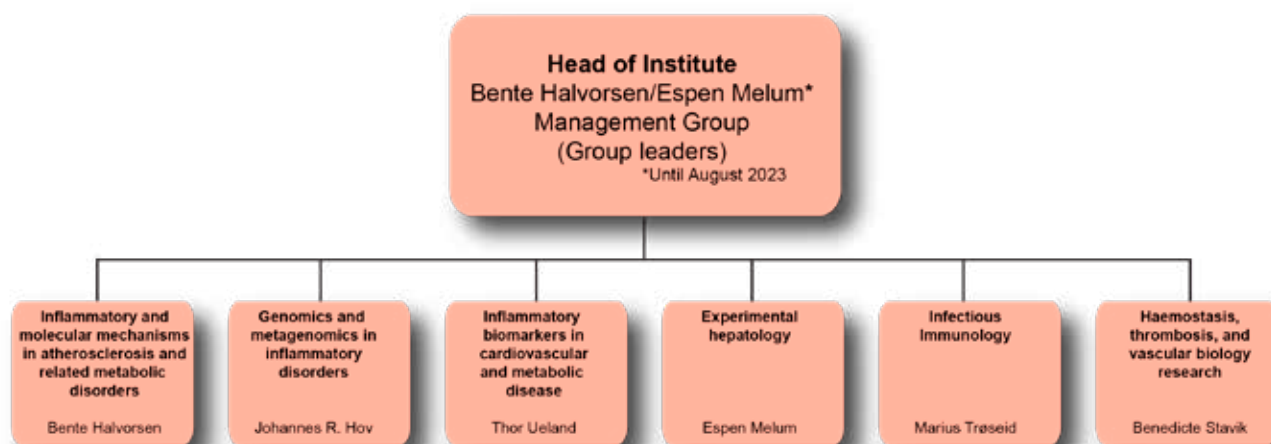 Head of Institute
Bente Halvorsen/Espen Melum*
Management Group
(Group leaders)
*Until August 2023
Inflammatory and
molecular mechanisms
in atherosclerosis and
related metabolic
disorders
Bente Halvorsen
Genomics and
metagenomics in
inflammatory
disorders
Johannes R. Hov
Inflammatory
biomarkers in
cardiovascular
and metabolic
disease
Thor Ueland
Experimental
hepatology
Espen Melum
Infectious
Immunology
Marius Trøseid
Haemostasis,
thrombosis, and
vascular biology
research
Benedicte Stavik